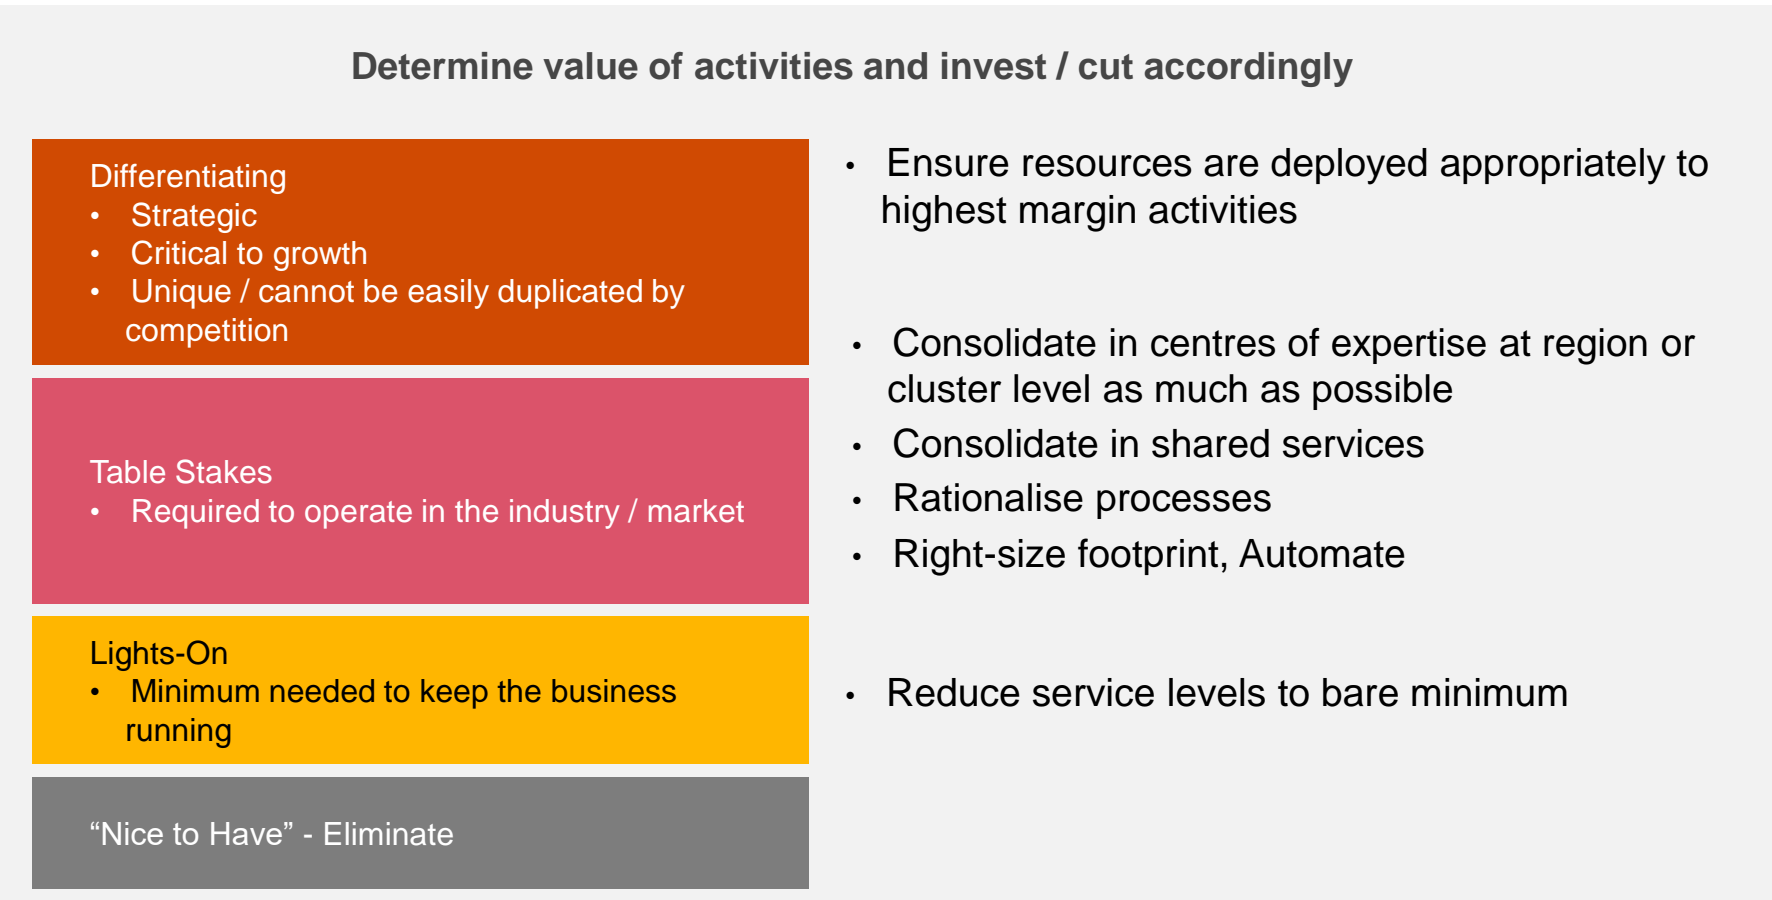 Determine value of activities and invest / cut accordingly
Differentiating
• Strategic
• Critical to growth
• Unique / cannot be easily duplicated by
competition
• Ensure resources are deployed appropriately to
highest margin activities
Table Stakes
• Required to operate in the industry / market
• Consolidate in centres of expertise at region or
cluster level as much as possible
• Consolidate in shared services
• Rationalise processes
• Right-size footprint, Automate
Lights-On
• Minimum needed to keep the business
running
• Reduce service levels to bare minimum
“Nice to Have” - Eliminate